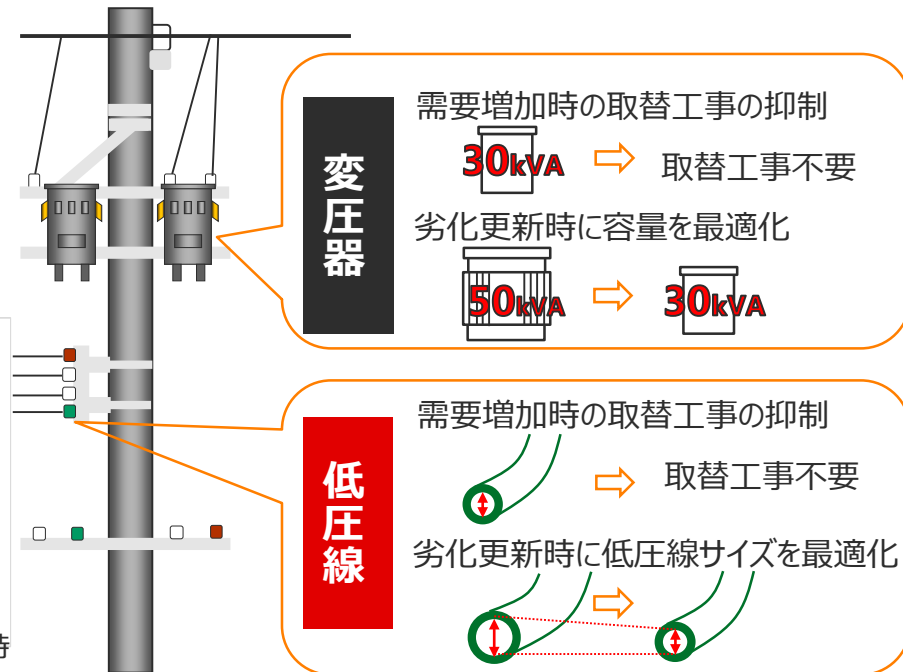 変圧器
需要増加時の取替工事の抑制
30kVA
取替工事不要
劣化更新時に容量を最適化
50kVA
30kVA
低圧線
需要増加時の取替工事の抑制
取替工事不要
劣化更新時に低圧線サイズを最適化
時